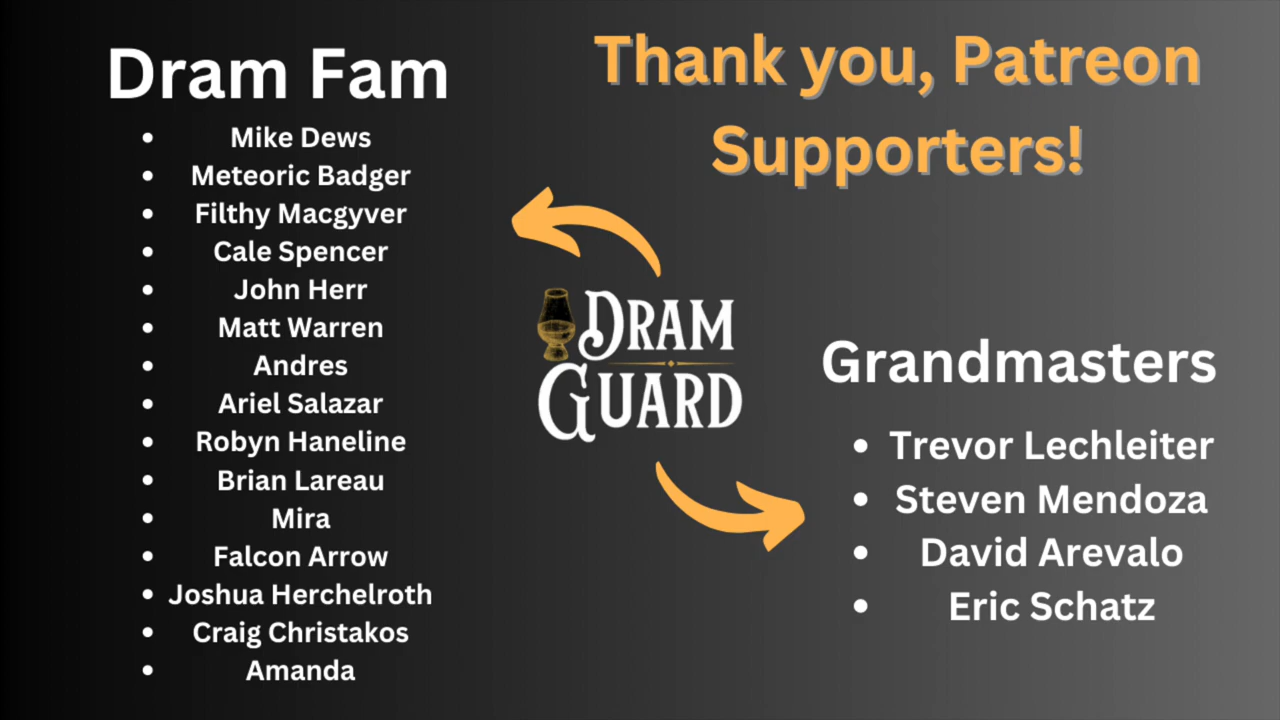 Dram Fam
Mike Dews
Meteoric Badger
Filthy Macgyver
Cale Spencer
John Herr
Matt Warren
Andres
Ariel Salazar
Robyn Haneline
Brian Lareau
Mira
Falcon Arrow
Joshua Herchelroth
Craig Christakos
Amanda
Thank you, Patreon
Supporters!
DRAM
GUARD
Grandmasters
Trevor Lechleiter
Steven Mendoza
David Arevalo
Eric Schatz